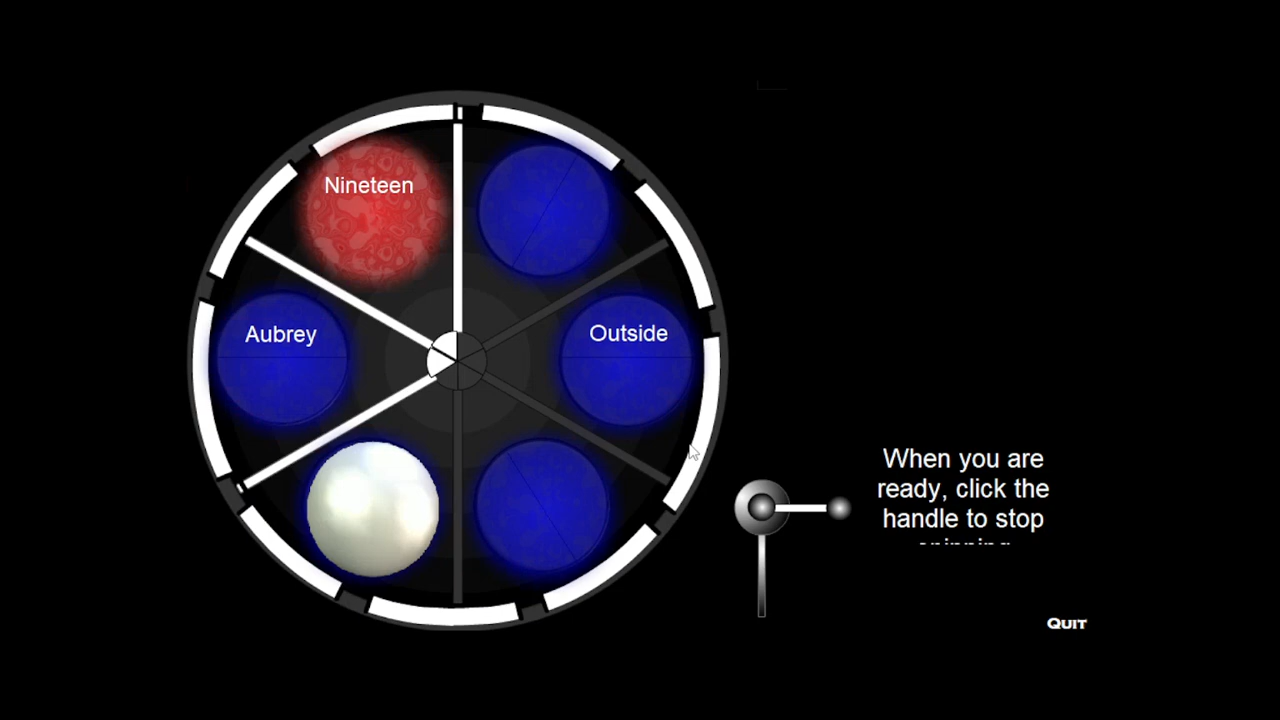 Nineteen
Aubrey
Outside
When you are
ready, click the
handle to stop
QUIT